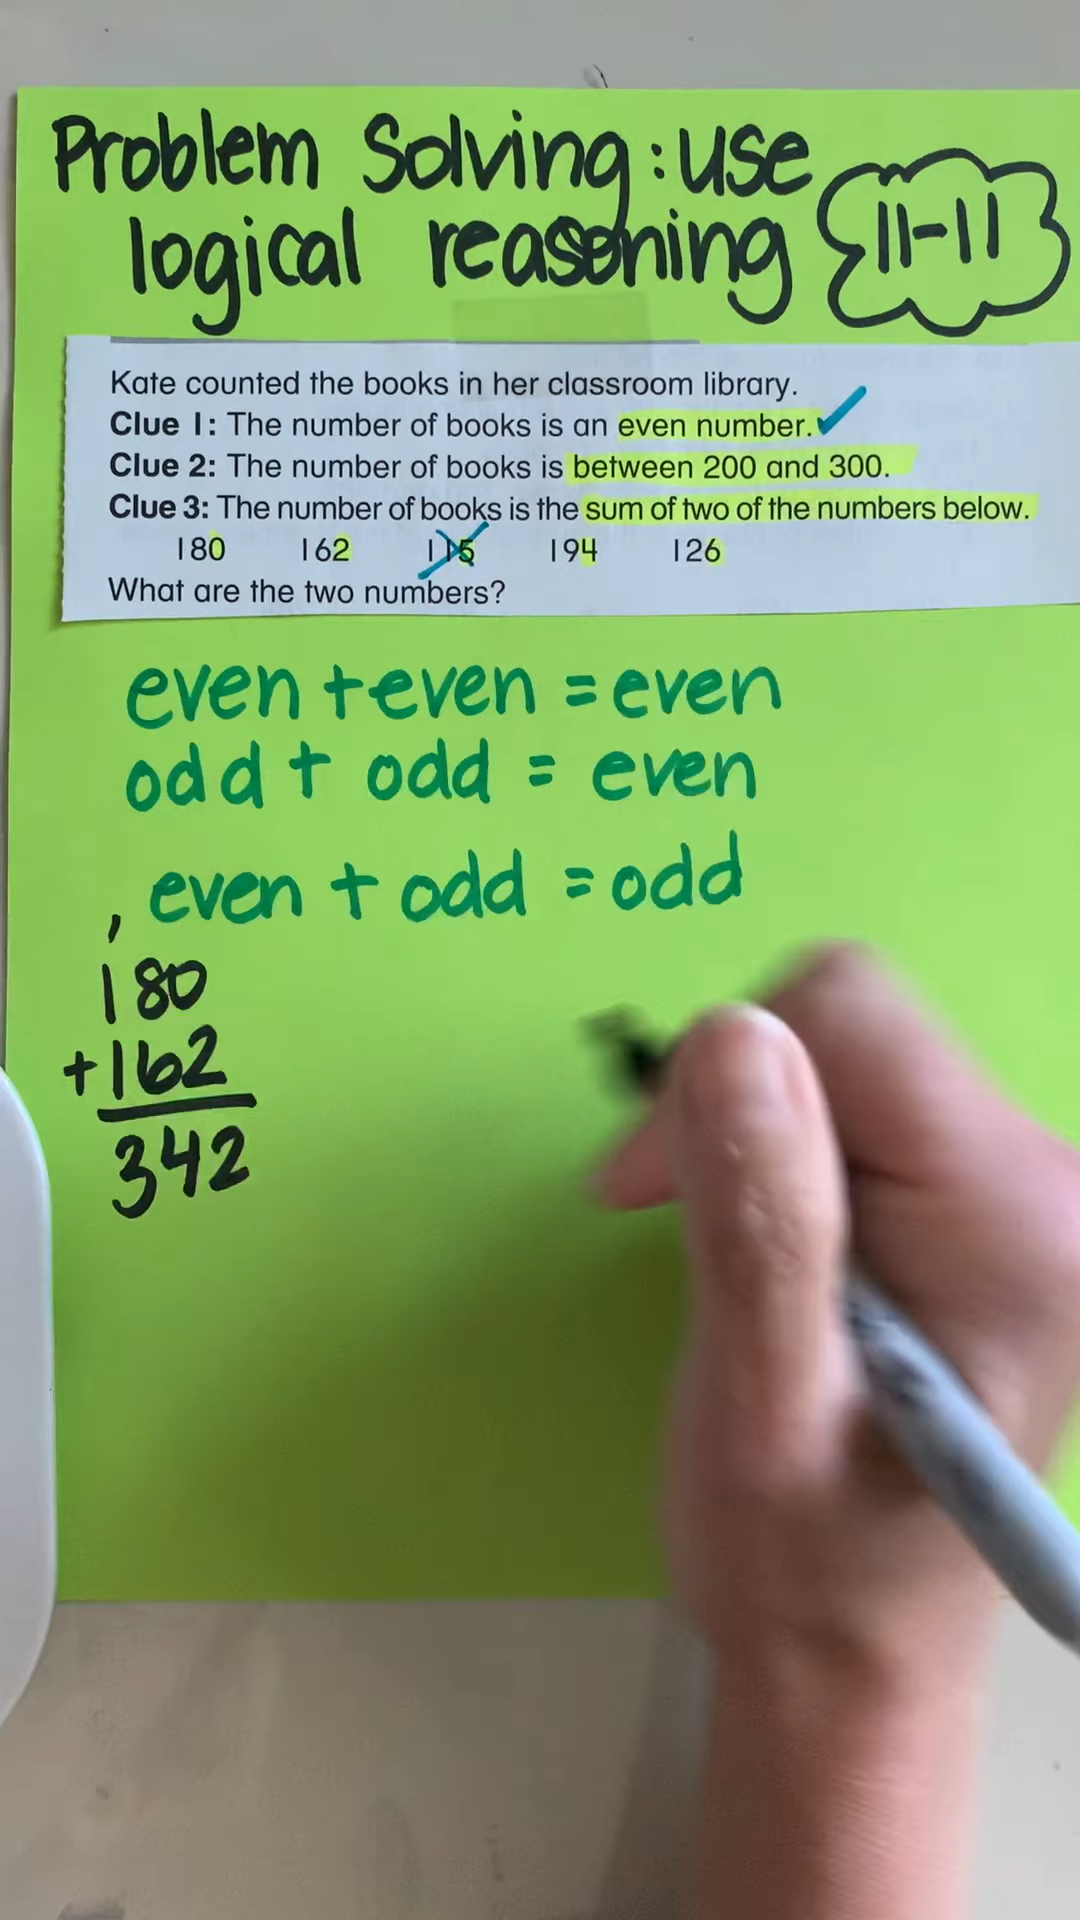 Problem Solving: use
logical reasoning
11-11
Kate counted the books in her classroom library.
Clue 1: The number of books is an even number.
Clue 2: The number of books is between 200 and 300.
Clue 3: The number of books is the sum of two of the numbers below.
180 162 115 194 126
What are the two numbers?
even + even = even
odd + odd = even
even + odd = odd
1
180
+162
342